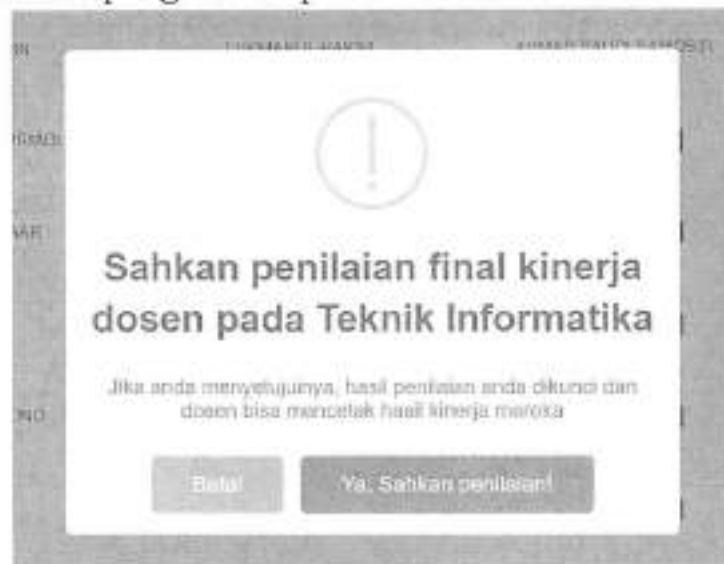 Sahkan penilaian final kinerja
dosen pada Teknik Informatika
Jika anda menyetujuinya, hasil penilaian anda dikunci dan
dosen bisa mencetak hasil kinerja mereka
Batal
Ya, Sahkan penilaian!